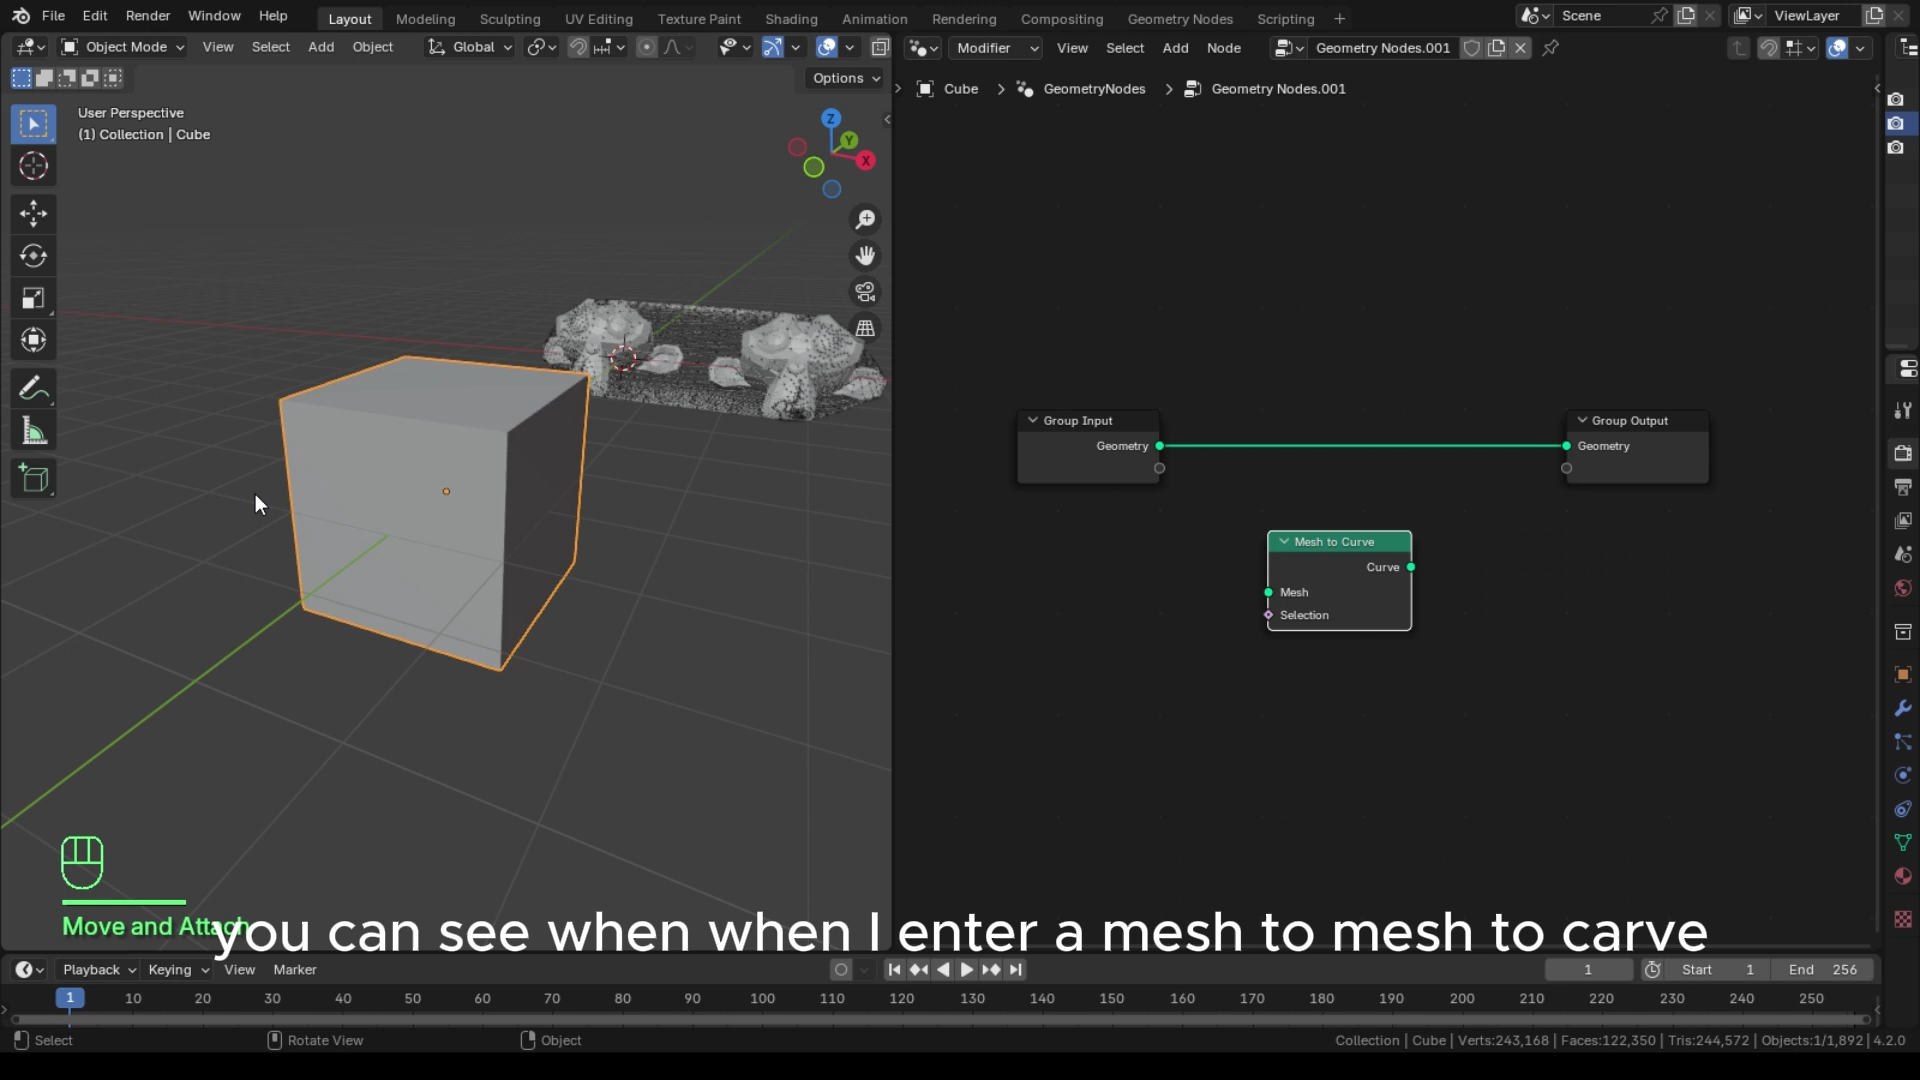 File Edit Render Window Help Layout Modeling Sculpting UV Editing Texture Paint Shading Animation Rendering Compositing Geometry Nodes Scripting + Scene ViewLayer
Object Mode View Select Add Object Global Modifier View Select Add Node Geometry Nodes.001
Options
Cube > GeometryNodes > Geometry Nodes.001
User Perspective
(1) Collection | Cube
Z
Y
X
Group Input
Geometry
Group Output
Geometry
Mesh to Curve
Curve
Mesh
Selection
Move and Attach
you can see when when I enter a mesh to mesh to carve
Playback Keying View Marker 1 Start 1 End 256
1 10 20 30 40 50 60 70 80 90 100 110 120 130 140 150 160 170 180 190 200 210 220 230 240 250
Select Rotate View Object Collection | Cube | Verts:243,168 | Faces:122,350 | Tris:244,572 | Objects:1/1,892 | 4.2.0